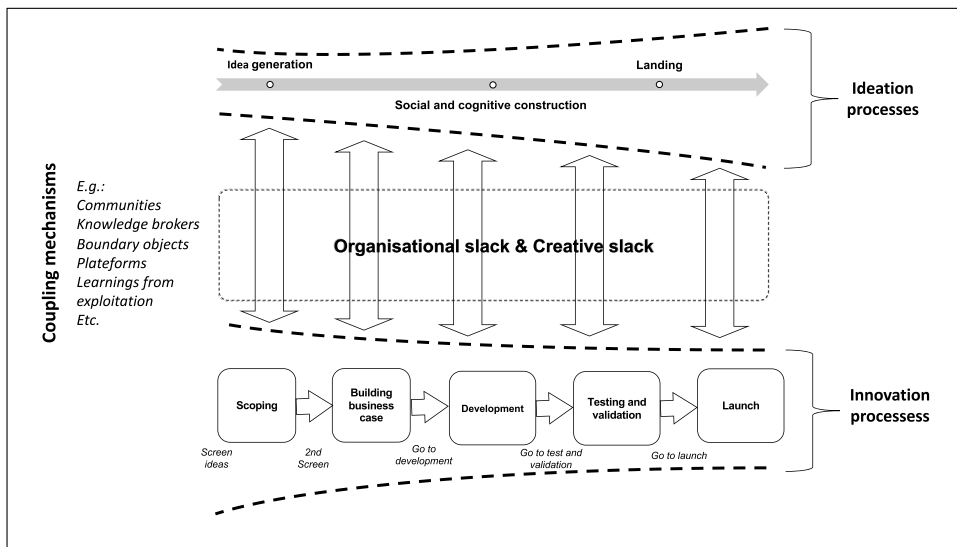 Idea generation
Landing
Social and cognitive construction
Ideation
processes
Coupling mechanisms
E.g.:
Communities
Knowledge brokers
Boundary objects
Plateforms
Learnings from
exploitation
Etc.
Organisational slack & Creative slack
Scoping
Building
business
case
Development
Testing and
validation
Launch
Innovation
processess
Screen
ideas
2nd
Screen
Go to
development
Go to test and
validation
Go to launch